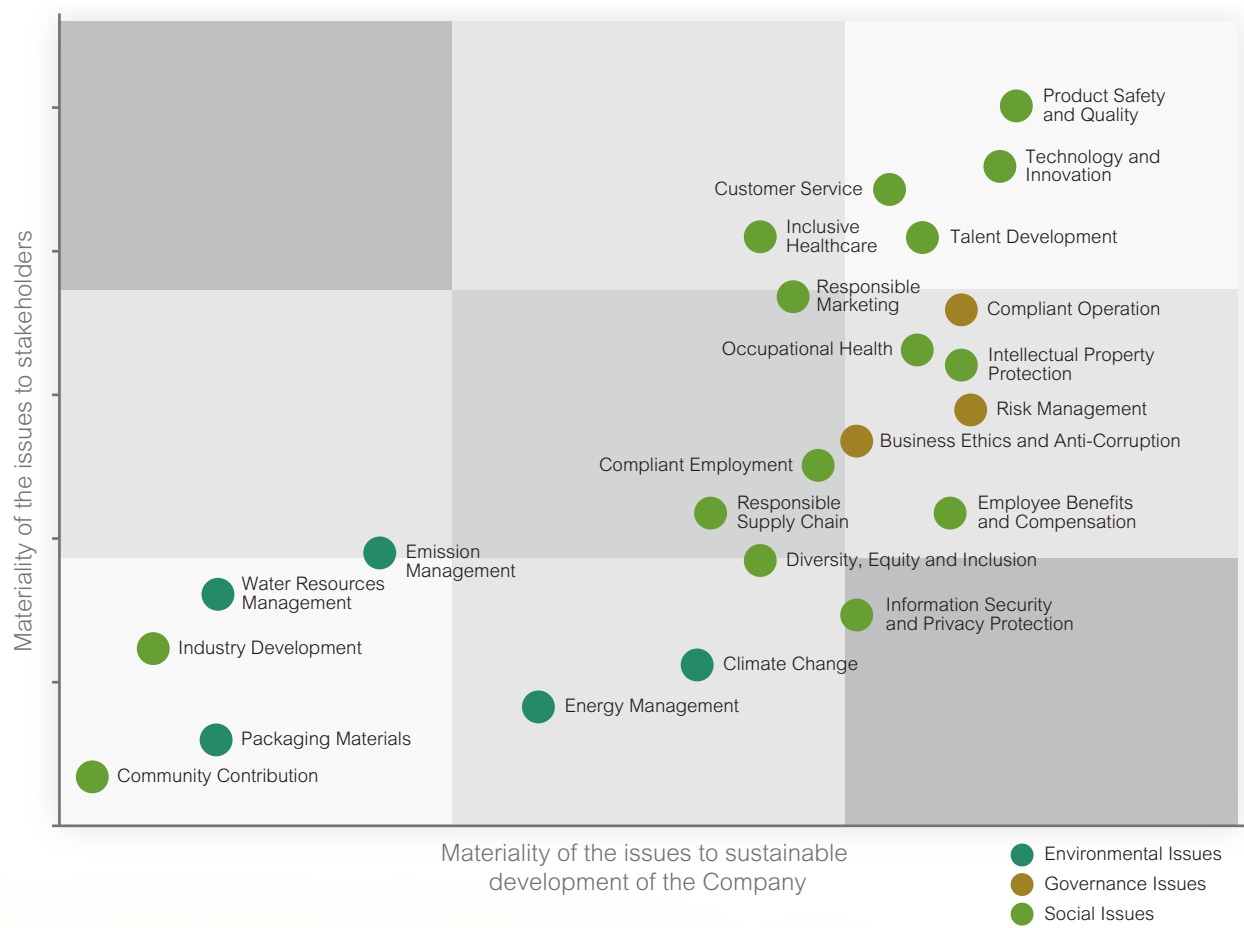 Materiality of the issues to stakeholders
Product Safety
and Quality
Technology and
Innovation
Customer Service
Inclusive
Healthcare
Talent Development
Responsible
Marketing
Compliant Operation
Occupational Health
Intellectual Property
Protection
Risk Management
Business Ethics and Anti-Corruption
Compliant Employment
Responsible
Supply Chain
Employee Benefits
and Compensation
Emission
Management
Diversity, Equity and Inclusion
Water Resources
Management
Information Security
and Privacy Protection
Industry Development
Climate Change
Energy Management
Packaging Materials
Community Contribution
Materiality of the issues to sustainable
development of the Company
Environmental Issues
Governance Issues
Social Issues